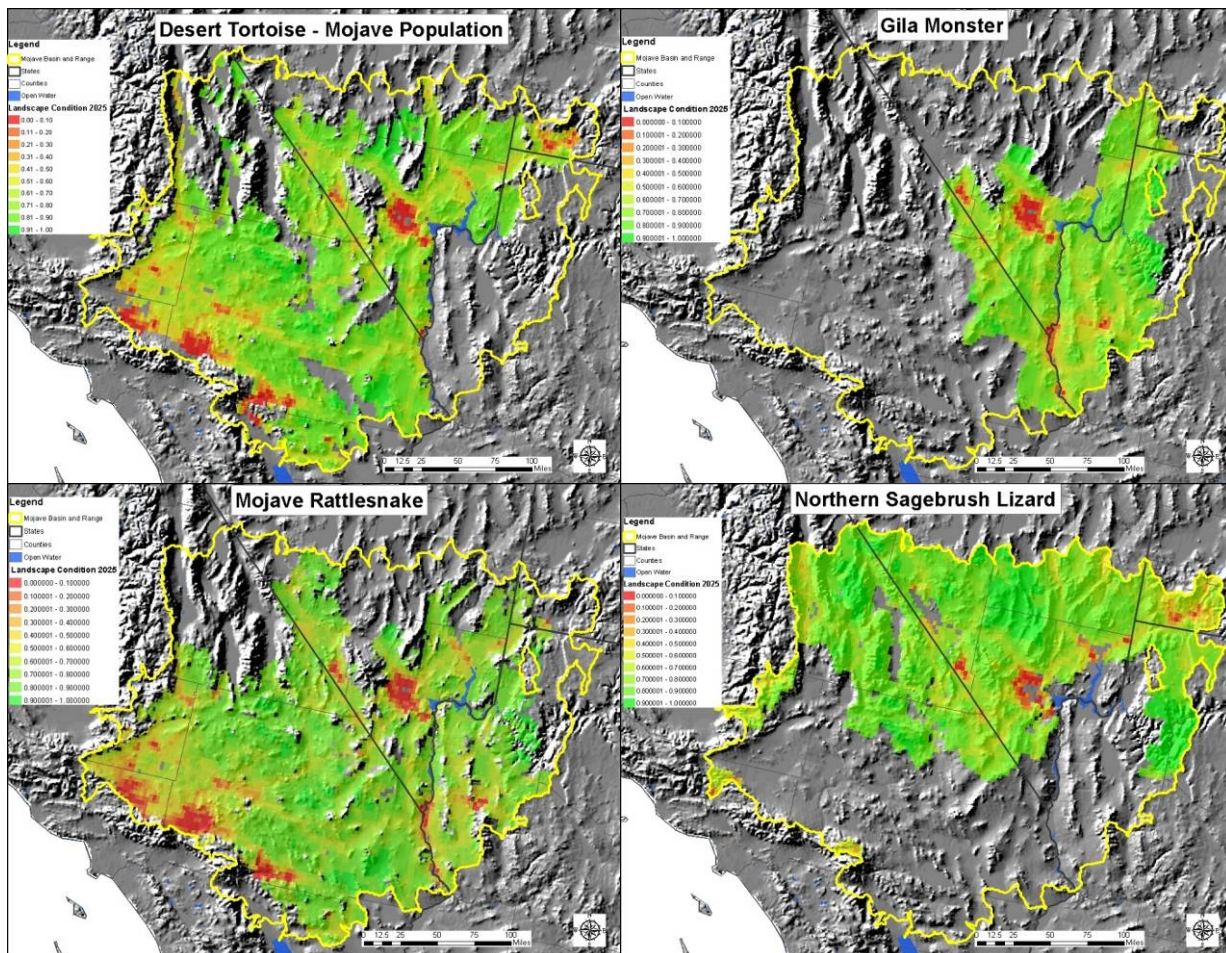 Desert Tortoise - Mojave Population
Legend
Mojave Basin and Range
States
Counties
Open Water
Landscape Condition 2025
0.00 - 0.10
0.11 - 0.20
0.21 - 0.30
0.31 - 0.40
0.41 - 0.50
0.51 - 0.60
0.61 - 0.70
0.71 - 0.80
0.81 - 0.90
0.91 - 1.00
0 12.5 25 50 75 100
Miles
Gila Monster
Legend
Mojave Basin and Range
States
Counties
Open Water
Landscape Condition 2025
0.000000 - 0.100000
0.100001 - 0.200000
0.200001 - 0.300000
0.300001 - 0.400000
0.400001 - 0.500000
0.500001 - 0.600000
0.600001 - 0.700000
0.700001 - 0.800000
0.800001 - 0.900000
0.900001 - 1.000000
0 12.5 25 50 75 100
Miles
Mojave Rattlesnake
Legend
Mojave Basin and Range
States
Counties
Open Water
Landscape Condition 2025
0.000000 - 0.100000
0.100001 - 0.200000
0.200001 - 0.300000
0.300001 - 0.400000
0.400001 - 0.500000
0.500001 - 0.600000
0.600001 - 0.700000
0.700001 - 0.800000
0.800001 - 0.900000
0.900001 - 1.000000
0 12.5 25 50 75 100
Miles
Northern Sagebrush Lizard
Legend
Mojave Basin and Range
States
Counties
Open Water
Landscape Condition 2025
0.000000 - 0.100000
0.100001 - 0.200000
0.200001 - 0.300000
0.300001 - 0.400000
0.400001 - 0.500000
0.500001 - 0.600000
0.600001 - 0.700000
0.700001 - 0.800000
0.800001 - 0.900000
0.900001 - 1.000000
0 12.5 25 50 75 100
Miles